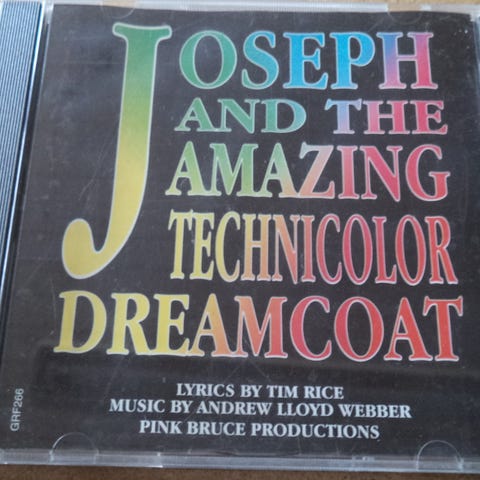 JOSEPH
AND THE
AMAZING
TECHNICOLOR
DREAMCOAT
LYRICS BY TIM RICE
MUSIC BY ANDREW LLOYD WEBBER
PINK BRUCE PRODUCTIONS
GRF266